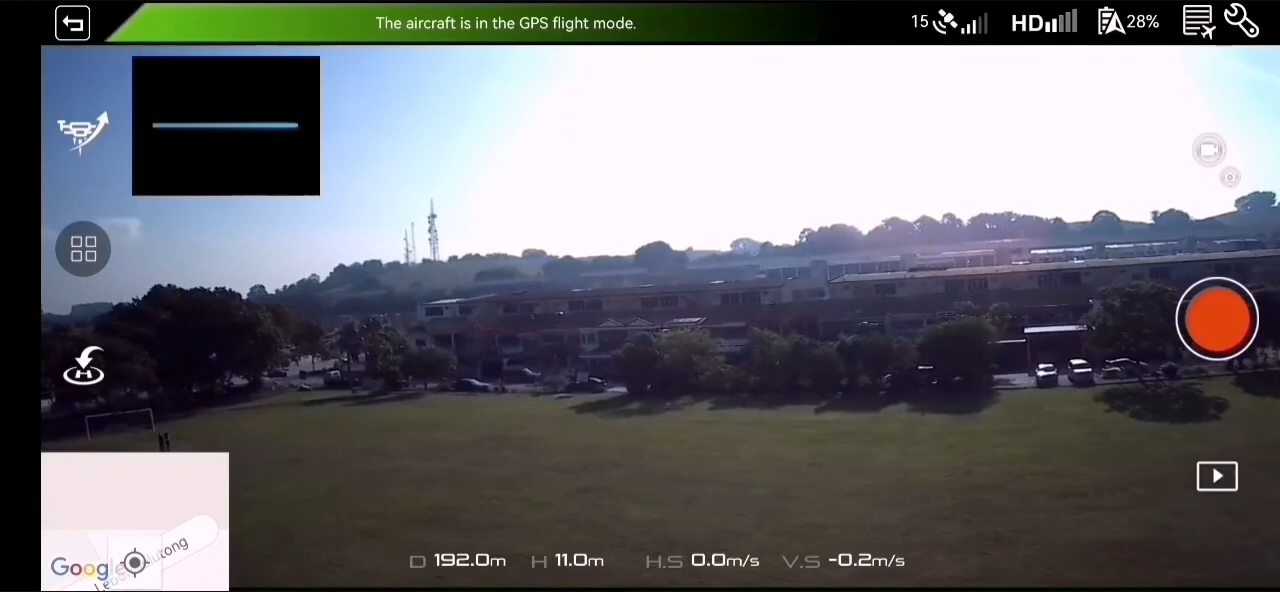 The aircraft is in the GPS flight mode.
15
HD
28%
H
Google
D 192.0m H 11.0m H.S 0.0m/s V.S -0.2m/s